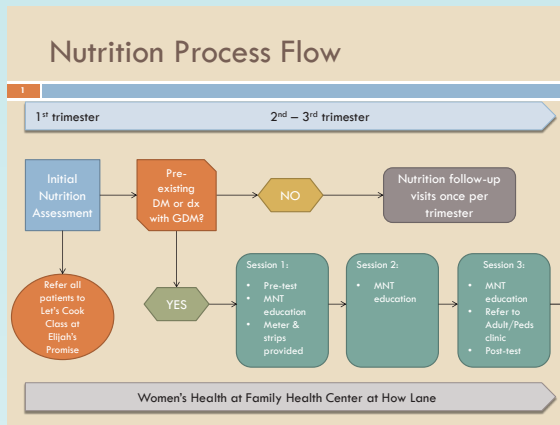 Nutrition Process Flow
1
1st trimester
2nd – 3rd trimester
Initial
Nutrition
Assessment
Pre-
existing
DM or dx
with GDM?
NO
Nutrition follow-up
visits once per
trimester
Refer all
patients to
Let's Cook
Class at
Elijah's
Promise
YES
Session 1:
• Pre-test
• MNT
education
• Meter &
strips
provided
Session 2:
• MNT
education
Session 3:
• MNT
education
• Refer to
Adult/Peds
clinic
• Post-test
Women's Health at Family Health Center at How Lane